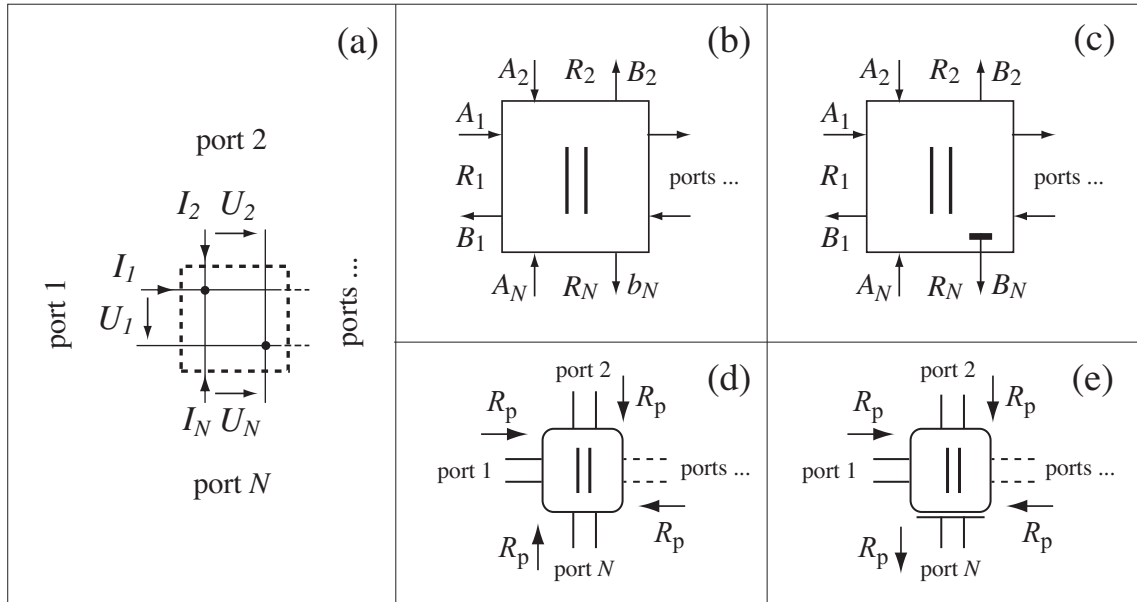 (a)
port 2
I2 U2
I1
U1
port 1
ports ...
IN UN
port N
(b)
A2 R2 B2
A1
R1
ports ...
B1
AN RN bN
(c)
A2 R2 B2
A1
R1
ports ...
B1
AN RN BN
(d)
port 2
Rp
Rp
port 1
ports ...
Rp
Rp
port N
(e)
port 2
Rp
Rp
port 1
ports ...
Rp
Rp
port N